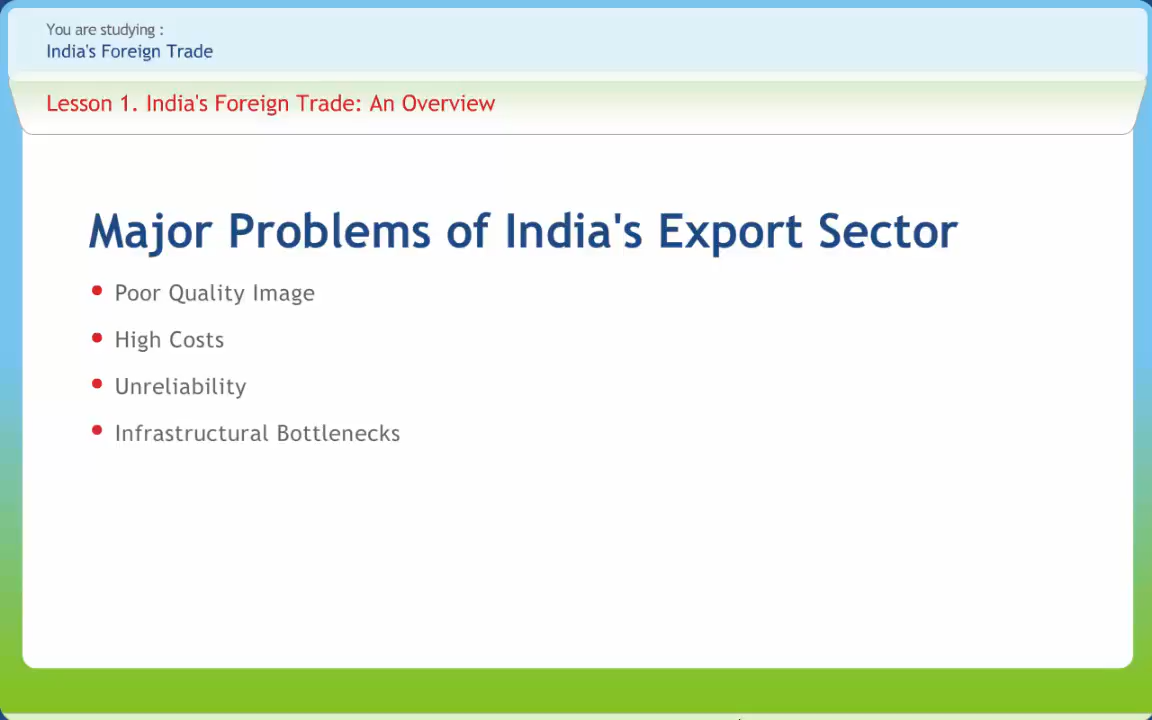 You are studying :
India's Foreign Trade
Lesson 1. India's Foreign Trade: An Overview
Major Problems of India's Export Sector
• Poor Quality Image
• High Costs
• Unreliability
• Infrastructural Bottlenecks